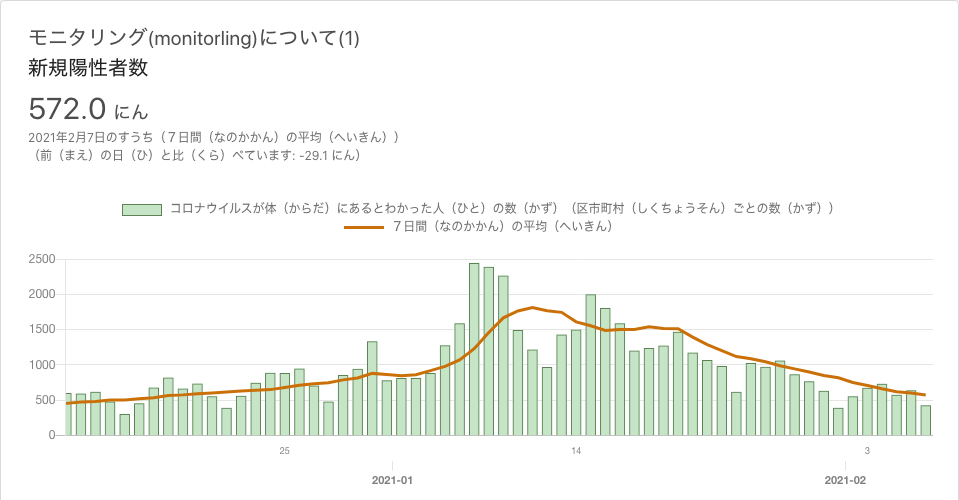 モニタリング(monitorling)について(1)
新規陽性者数
572.0 にん
2021年2月7日のすうち（７日間（なのかかん）の平均（へいきん））
（前（まえ）の日（ひ）と比（くら）べています: -29.1 にん）
コロナウイルスが体（からだ）にあるとわかった人（ひと）の数（かず）（区市町村（しくちょうそん）ごとの数（かず））
７日間（なのかかん）の平均（へいきん）
2500
2000
1500
1000
500
0
25 14 3
2021-01 2021-02